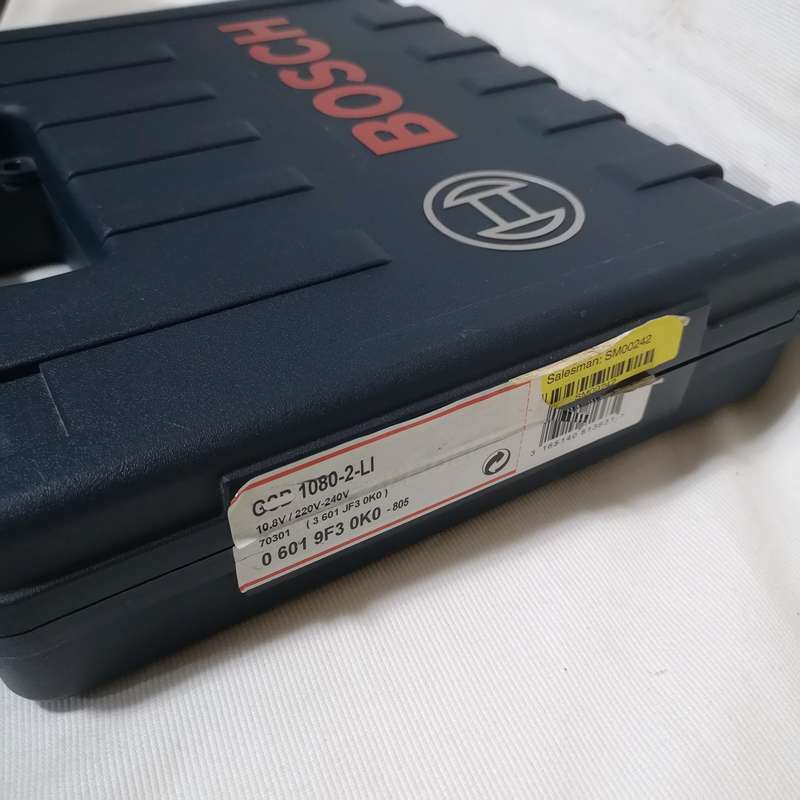 BOSCH
Salesman: SM00242
1080-2-LI
10.8V / 220V-240V
70301 ( 3 601 JF3 0K0 )
0 601 9F3 0K0 - 805